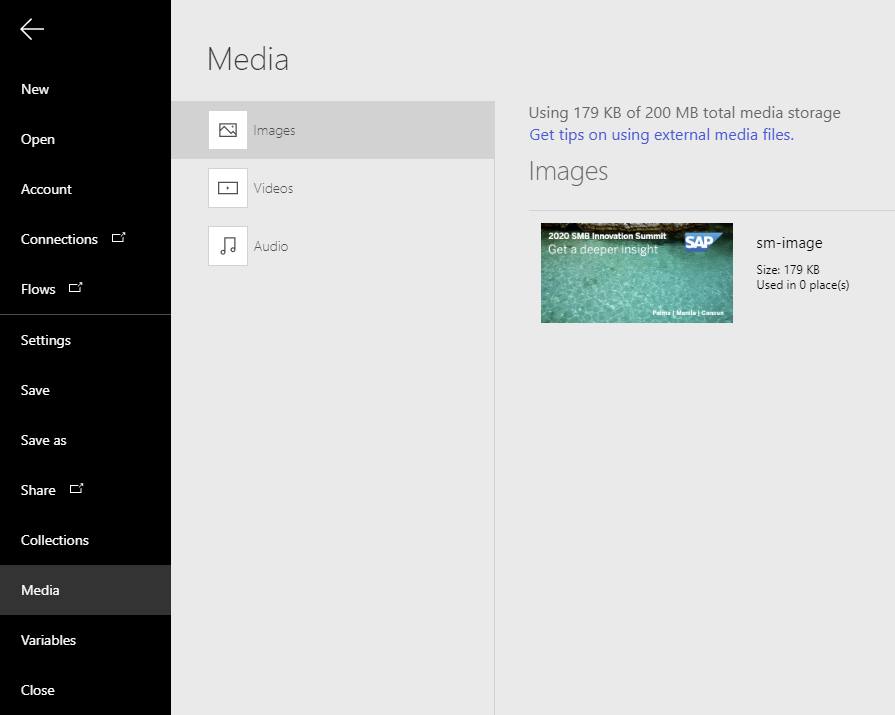 New
Open
Account
Connections
Flows
Settings
Save
Save as
Share
Collections
Media
Variables
Close
Media
Images
Videos
Audio
Using 179 KB of 200 MB total media storage
Get tips on using external media files.
Images
2020 SMB Innovation Summit
Get a deeper insight
SAP
Palma | Manila | Cancun
sm-image
Size: 179 KB
Used in 0 place(s)